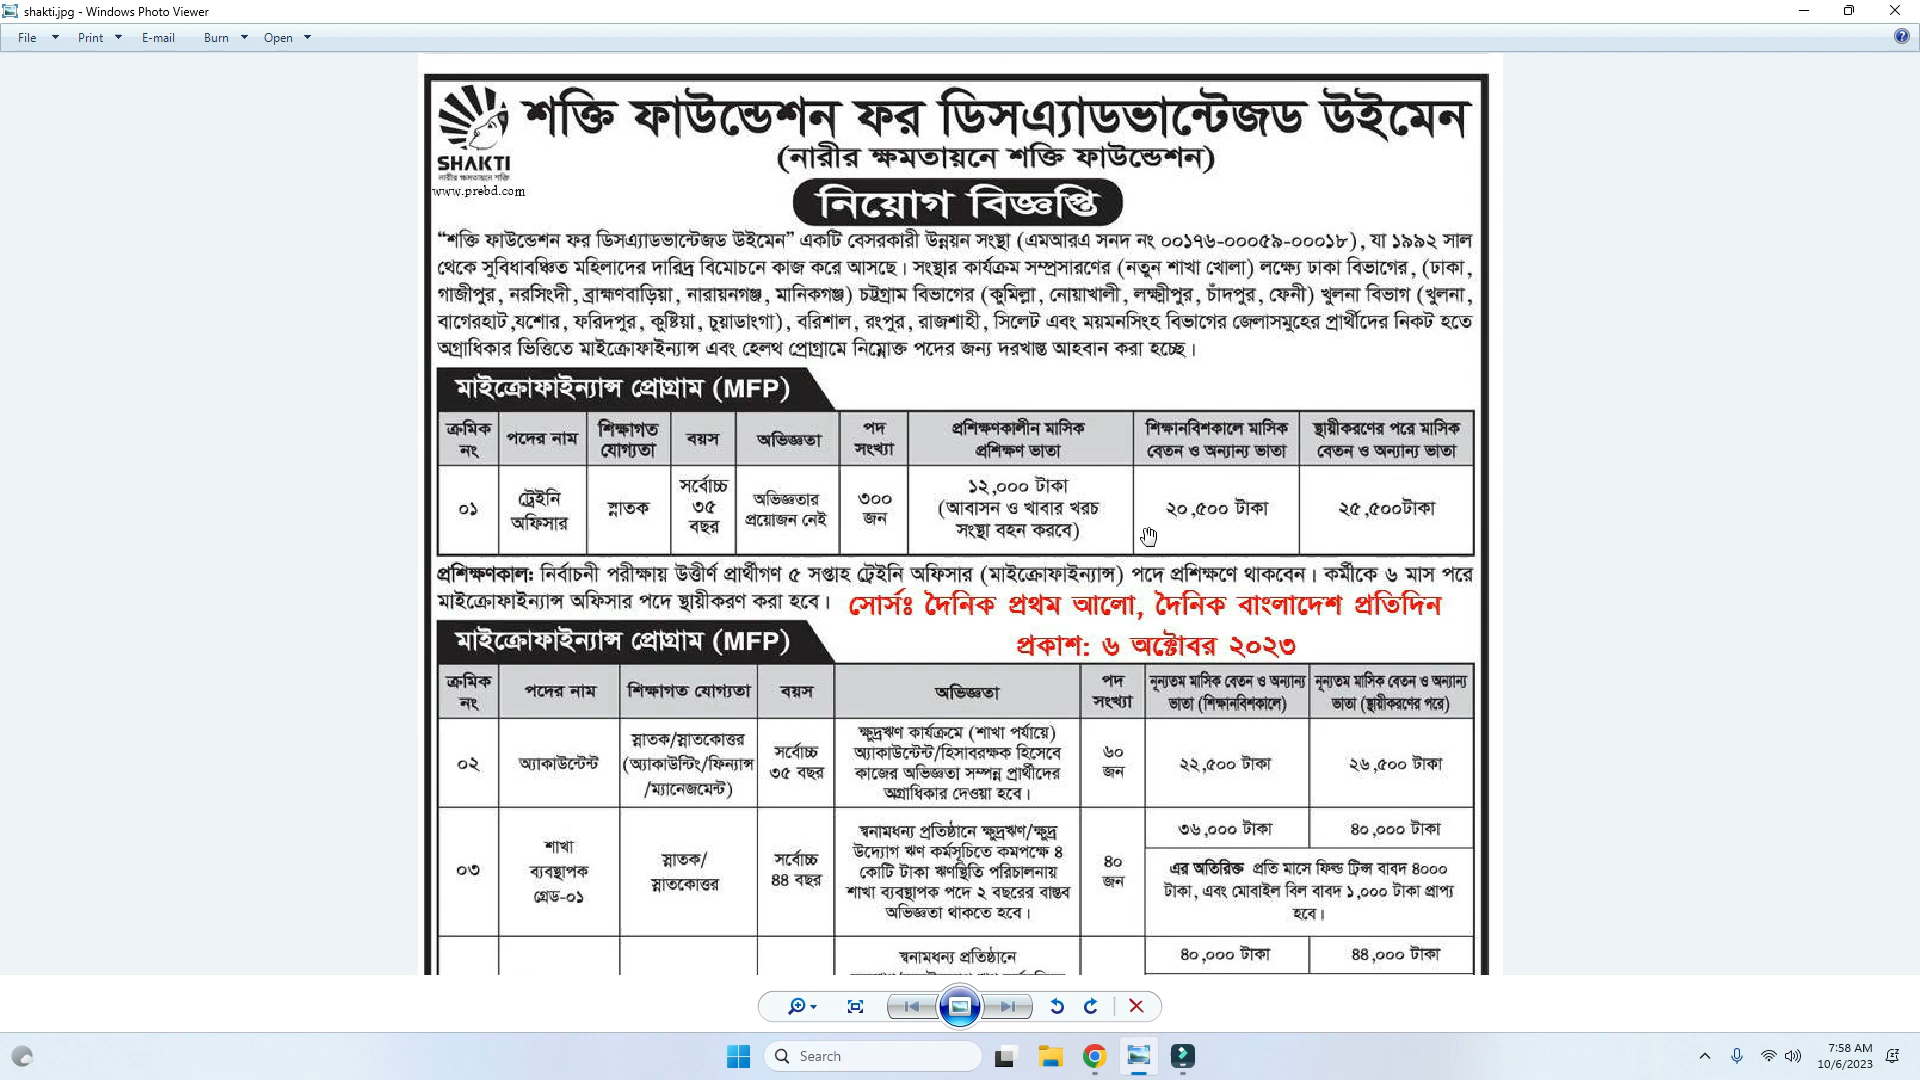 shakti.jpg - Windows Photo Viewer
File Print E-mail Burn Open
শক্তি ফাউন্ডেশন ফর ডিসএ্যাডভান্টেজড উইমেন
(নারীর ক্ষমতায়নে শক্তি ফাউন্ডেশন)
SHAKTI
নারীর ক্ষমতায়নে শক্তি
www.prebd.com
নিয়োগ বিজ্ঞপ্তি
“শক্তি ফাউন্ডেশন ফর ডিসএ্যাডভান্টেজড উইমেন” একটি বেসরকারী উন্নয়ন সংস্থা (এমআরএ সনদ নং ০০১৭৬-০০০৫৯-০০০১৮), যা ১৯৯২ সাল
থেকে সুবিধাবঞ্চিত মহিলাদের দারিদ্র বিমোচনে কাজ করে আসছে। সংস্থার কার্যক্রম সম্প্রসারণের (নতুন শাখা খোলা) লক্ষ্যে ঢাকা বিভাগের, (ঢাকা,
গাজীপুর, নরসিংদী, ব্রাহ্মণবাড়িয়া, নারায়নগঞ্জ, মানিকগঞ্জ) চট্টগ্রাম বিভাগের (কুমিল্লা, নোয়াখালী, লক্ষ্মীপুর, চাঁদপুর, ফেনী) খুলনা বিভাগ (খুলনা,
বাগেরহাট,যশোর, ফরিদপুর, কুষ্টিয়া, চুয়াডাংগা), বরিশাল, রংপুর, রাজশাহী, সিলেট এবং ময়মনসিংহ বিভাগের জেলাসমুহের প্রার্থীদের নিকট হতে
অগ্রাধিকার ভিত্তিতে মাইক্রোফাইন্যান্স এবং হেলথ প্রোগ্রামে নিম্নোক্ত পদের জন্য দরখাস্ত আহবান করা হচ্ছে।
মাইক্রোফাইন্যান্স প্রোগ্রাম (MFP)
ক্রমিক নং পদের নাম শিক্ষাগত যোগ্যতা বয়স অভিজ্ঞতা পদ সংখ্যা প্রশিক্ষণকালীন মাসিক প্রশিক্ষণ ভাতা শিক্ষানবিশকালে মাসিক বেতন ও অন্যান্য ভাতা স্থায়ীকরণের পরে মাসিক বেতন ও অন্যান্য ভাতা
০১ ট্রেইনি অফিসার স্নাতক সর্বোচ্চ ৩৫ বছর অভিজ্ঞতার প্রয়োজন নেই ৩০০ জন ১২,০০০ টাকা (আবাসন ও খাবার খরচ সংস্থা বহন করবে) ২০,৫০০ টাকা ২৫,৫০০টাকা
প্রশিক্ষণকাল: নির্বাচনী পরীক্ষায় উত্তীর্ণ প্রার্থীগণ ৫ সপ্তাহ ট্রেইনি অফিসার (মাইক্রোফাইন্যান্স) পদে প্রশিক্ষণে থাকবেন। কর্মীকে ৬ মাস পরে
মাইক্রোফাইন্যান্স অফিসার পদে স্থায়ীকরণ করা হবে।
সোর্সঃ দৈনিক প্রথম আলো, দৈনিক বাংলাদেশ প্রতিদিন
প্রকাশ: ৬ অক্টোবর ২০২৩
মাইক্রোফাইন্যান্স প্রোগ্রাম (MFP)
ক্রমিক নং পদের নাম শিক্ষাগত যোগ্যতা বয়স অভিজ্ঞতা পদ সংখ্যা নূন্যতম মাসিক বেতন ও অন্যান্য ভাতা (শিক্ষানবিশকালে) নূন্যতম মাসিক বেতন ও অন্যান্য ভাতা (স্থায়ীকরণের পরে)
০২ অ্যাকাউন্টেন্ট স্নাতক/স্নাতকোত্তর (অ্যাকাউন্টিং/ফিন্যান্স /ম্যানেজমেন্ট) সর্বোচ্চ ৩৫ বছর ক্ষুদ্রঋণ কার্যক্রমে (শাখা পর্যায়ে) অ্যাকাউন্টেন্ট/হিসাবরক্ষক হিসেবে কাজের অভিজ্ঞতা সম্পন্ন প্রার্থীদের অগ্রাধিকার দেওয়া হবে। ৬০ জন ২২,৫০০ টাকা ২৬,৫০০ টাকা
০৩ শাখা ব্যবস্থাপক গ্রেড-০১ স্নাতক/ স্নাতকোত্তর সর্বোচ্চ ৪৪ বছর স্বনামধন্য প্রতিষ্ঠানে ক্ষুদ্রঋণ/ক্ষুদ্র উদ্যোগ ঋণ কর্মসূচিতে কমপক্ষে ৪ কোটি টাকা ঋণস্থিতি পরিচালনায় শাখা ব্যবস্থাপক পদে ২ বছরের বাস্তব অভিজ্ঞতা থাকতে হবে। ৪০ জন ৩৬,০০০ টাকা ৪০,০০০ টাকা
এর অতিরিক্ত প্রতি মাসে ফিল্ড ট্রিপ্স বাবদ ৪০০০
টাকা, এবং মোবাইল বিল বাবদ ১,০০০ টাকা প্রাপ্য
হবে।
স্বনামধন্য প্রতিষ্ঠানে ৪০,০০০ টাকা ৪৪,০০০ টাকা
Search
7:58 AM
10/6/2023